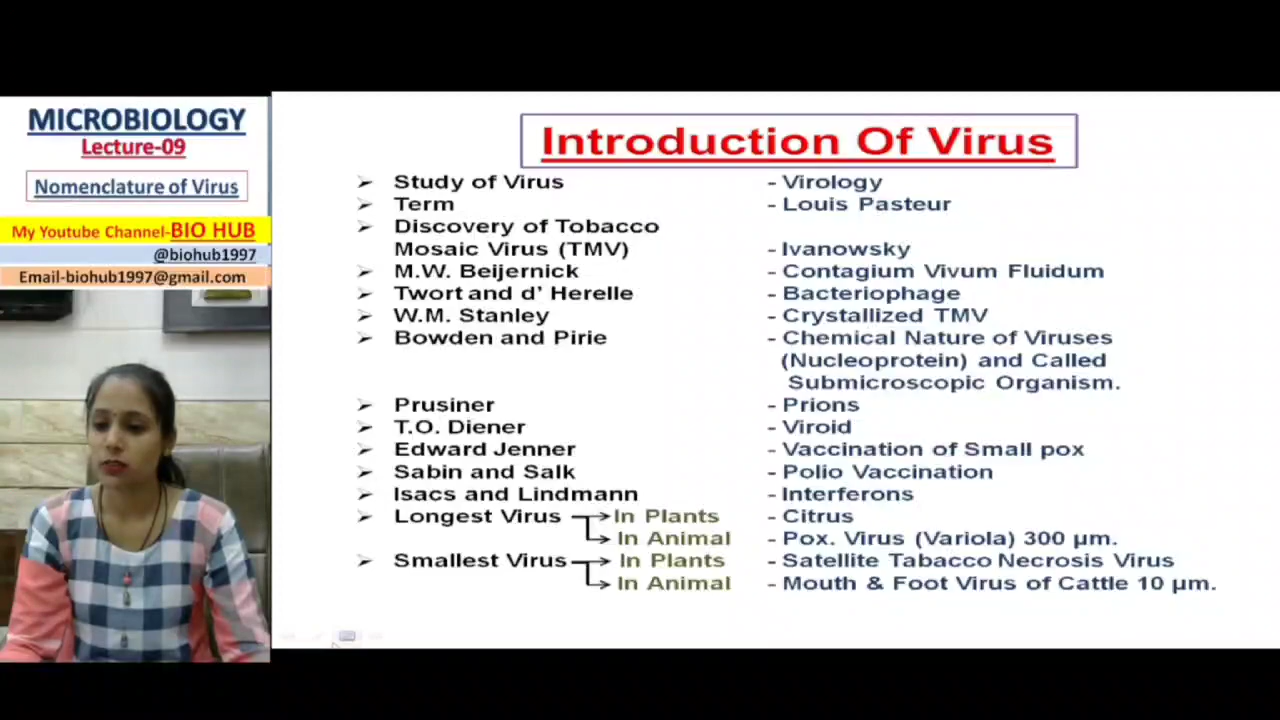 MICROBIOLOGY
Lecture-09
Nomenclature of Virus
My Youtube Channel-BIO HUB
@biohub1997
Email-biohub1997@gmail.com
Introduction Of Virus
➢ Study of Virus - Virology
➢ Term - Louis Pasteur
➢ Discovery of Tobacco
Mosaic Virus (TMV) - Ivanowsky
➢ M.W. Beijernick - Contagium Vivum Fluidum
➢ Twort and d’ Herelle - Bacteriophage
➢ W.M. Stanley - Crystallized TMV
➢ Bowden and Pirie - Chemical Nature of Viruses
(Nucleoprotein) and Called
Submicroscopic Organism.
➢ Prusiner - Prions
➢ T.O. Diener - Viroid
➢ Edward Jenner - Vaccination of Small pox
➢ Sabin and Salk - Polio Vaccination
➢ Isacs and Lindmann - Interferons
➢ Longest Virus → In Plants - Citrus
→ In Animal - Pox. Virus (Variola) 300 µm.
➢ Smallest Virus → In Plants - Satellite Tabacco Necrosis Virus
→ In Animal - Mouth & Foot Virus of Cattle 10 µm.